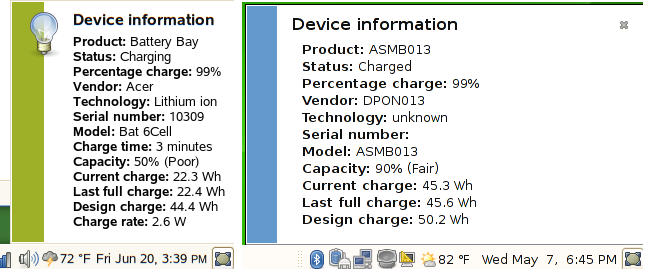 Device information
Product: Battery Bay
Status: Charging
Percentage charge: 99%
Vendor: Acer
Technology: Lithium ion
Serial number: 10309
Model: Bat 6Cell
Charge time: 3 minutes
Capacity: 50% (Poor)
Current charge: 22.3 Wh
Last full charge: 22.4 Wh
Design charge: 44.4 Wh
Charge rate: 2.6 W
72 °F Fri Jun 20, 3:39 PM
Device information
Product: ASMB013
Status: Charged
Percentage charge: 99%
Vendor: DPON013
Technology: unknown
Serial number:
Model: ASMB013
Capacity: 90% (Fair)
Current charge: 45.3 Wh
Last full charge: 45.6 Wh
Design charge: 50.2 Wh
82 °F Wed May 7, 6:45 PM